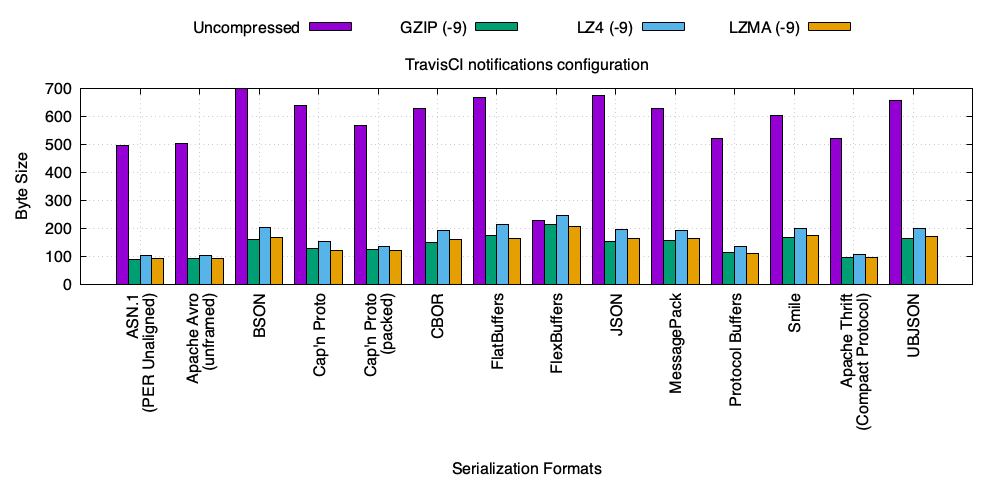 Uncompressed GZIP (-9) LZ4 (-9) LZMA (-9)
TravisCI notifications configuration
Byte Size
700
600
500
400
300
200
100
0
ASN.1
(PER Unaligned)
Apache Avro
(unframed)
BSON
Cap'n Proto
Cap'n Proto
(packed)
CBOR
FlatBuffers
FlexBuffers
JSON
MessagePack
Protocol Buffers
Smile
Apache Thrift
(Compact Protocol)
UBJSON
Serialization Formats